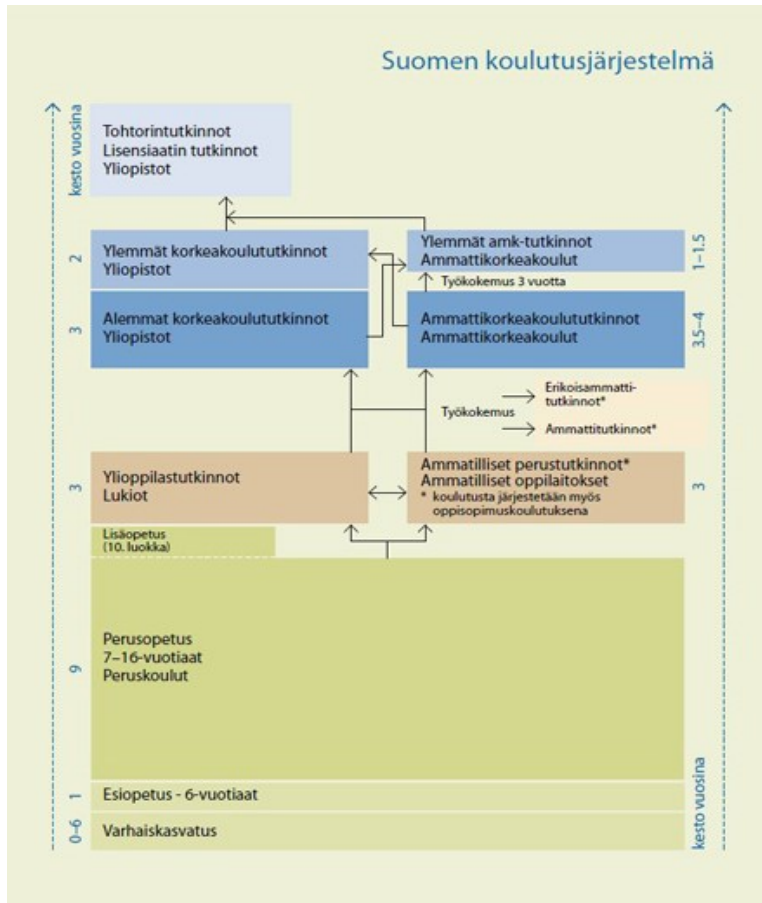 Suomen koulutusjärjestelmä
kesto vuosina
Tohtorintutkinnot
Lisensiaatin tutkinnot
Yliopistot
2
Ylemmät korkeakoulututkinnot
Yliopistot
Ylemmät amk-tutkinnot
Ammattikorkeakoulut
1–1.5
Työkokemus 3 vuotta
3
Alemmat korkeakoulututkinnot
Yliopistot
Ammattikorkeakoulututkinnot
Ammattikorkeakoulut
3.5–4
Työkokemus
Erikoisammatti-
tutkinnot*
Ammattitutkinnot*
3
Ylioppilastutkinnot
Lukiot
Ammatilliset perustutkinnot*
Ammatilliset oppilaitokset
* koulutusta järjestetään myös
oppisopimuskoulutuksena
3
Lisäopetus
(10. luokka)
9
Perusopetus
7–16-vuotiaat
Peruskoulut
1
Esiopetus - 6-vuotiaat
0–6
Varhaiskasvatus
kesto vuosina